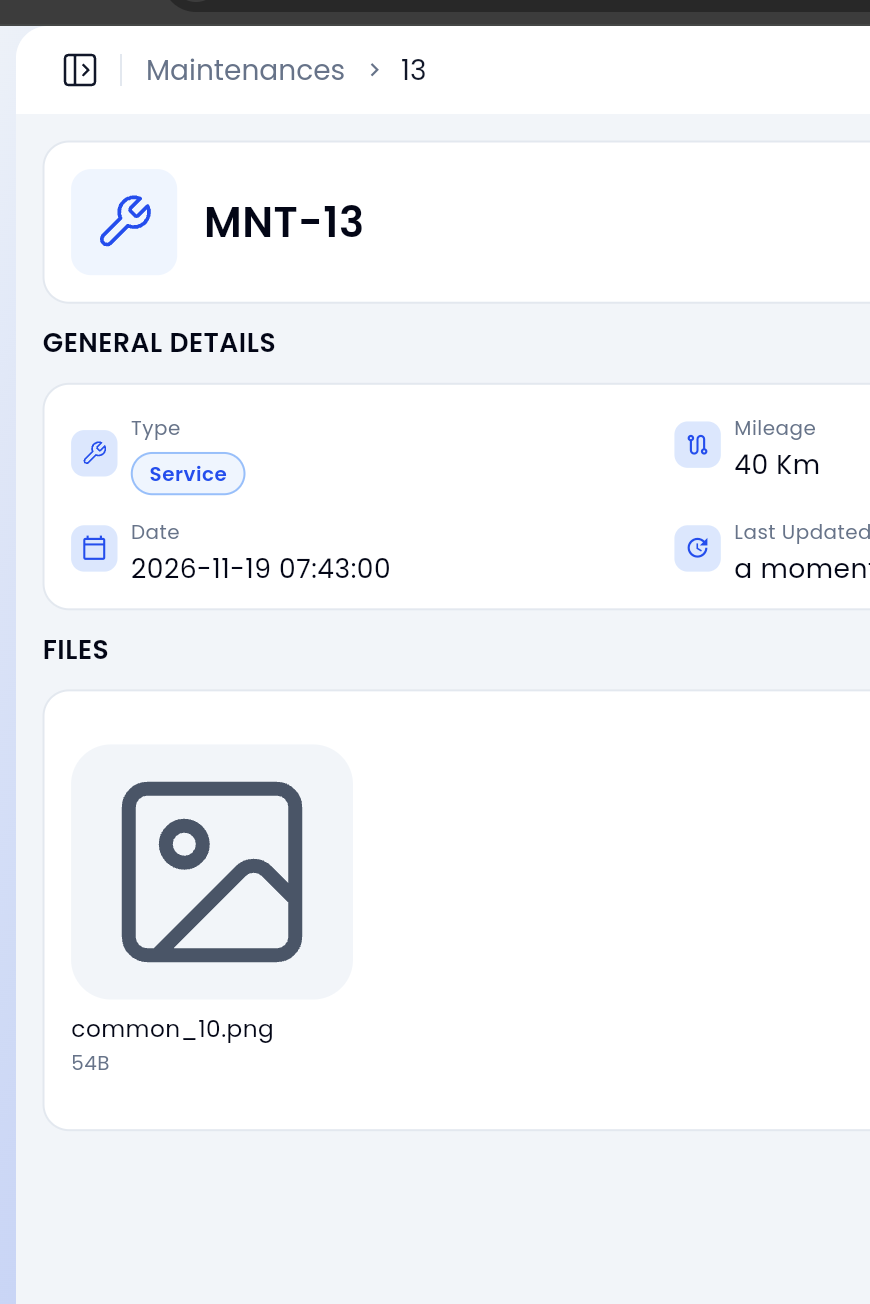 Maintenances > 13
MNT-13
GENERAL DETAILS
Type
Service
Mileage
40 Km
Date
2026-11-19 07:43:00
Last Updated
a
FILES
common_10.png
54B